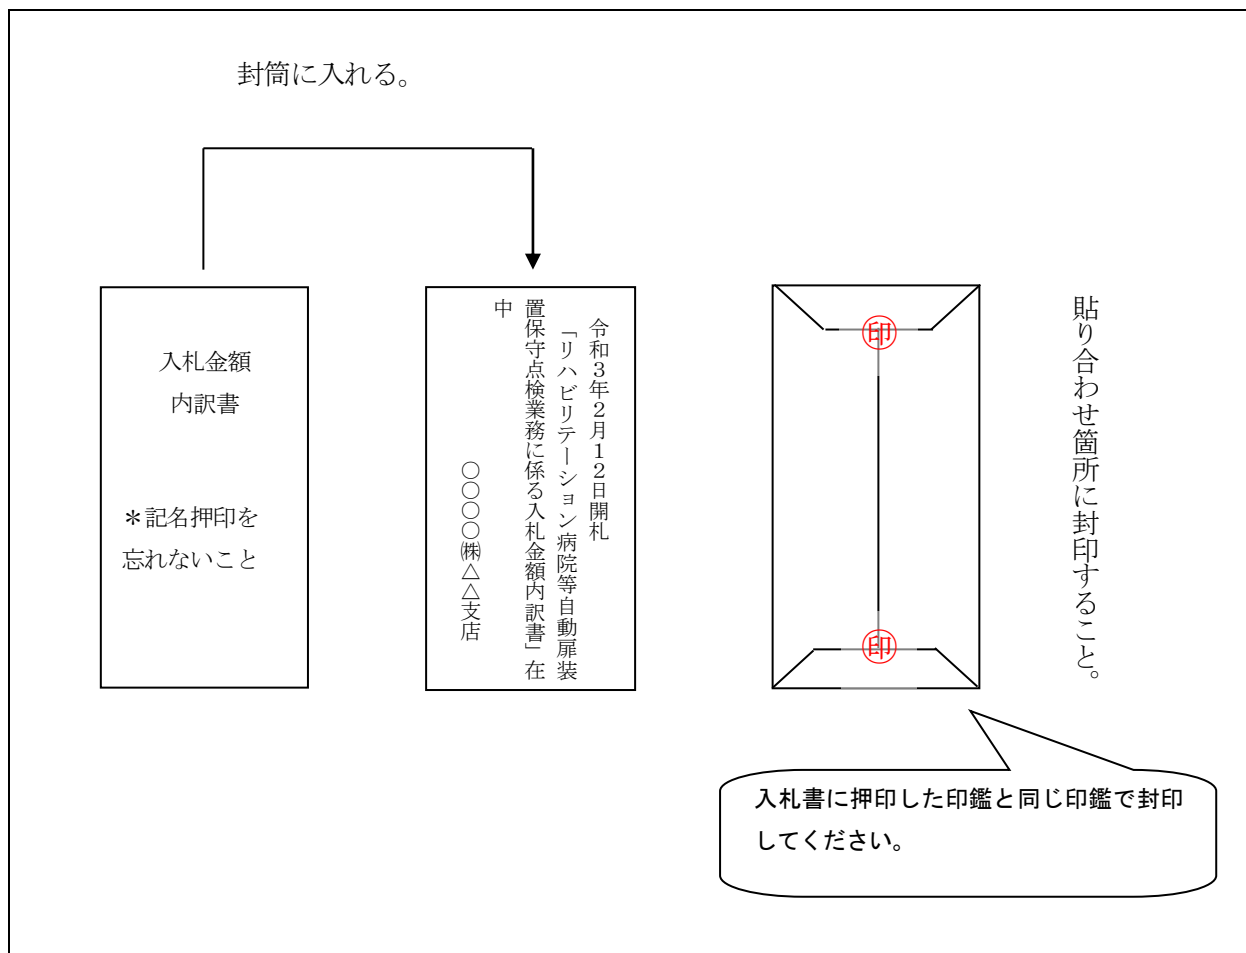 封筒に入れる。
入札金額
内訳書
＊記名押印を
忘れないこと
令和３年２月１２日開札
「リハビリテーション病院等自動扉装
置保守点検業務に係る入札金額内訳書」在
中
○○○○㈱△△支店
印
印
貼り合わせ箇所に封印すること。
入札書に押印した印鑑と同じ印鑑で封印
してください。